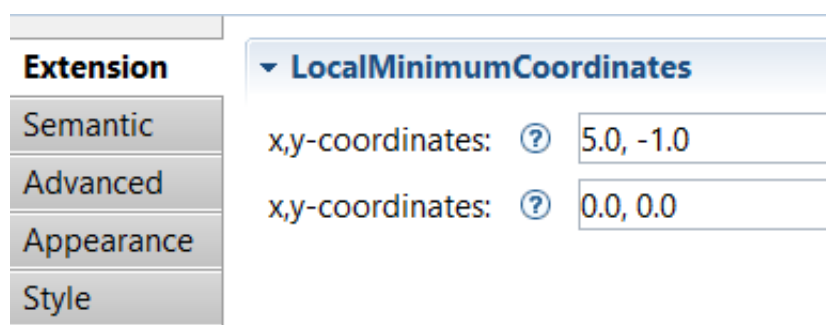 Extension
Semantic
Advanced
Appearance
Style
LocalMinimumCoordinates
x,y-coordinates: ? 5.0, -1.0
x,y-coordinates: ? 0.0, 0.0